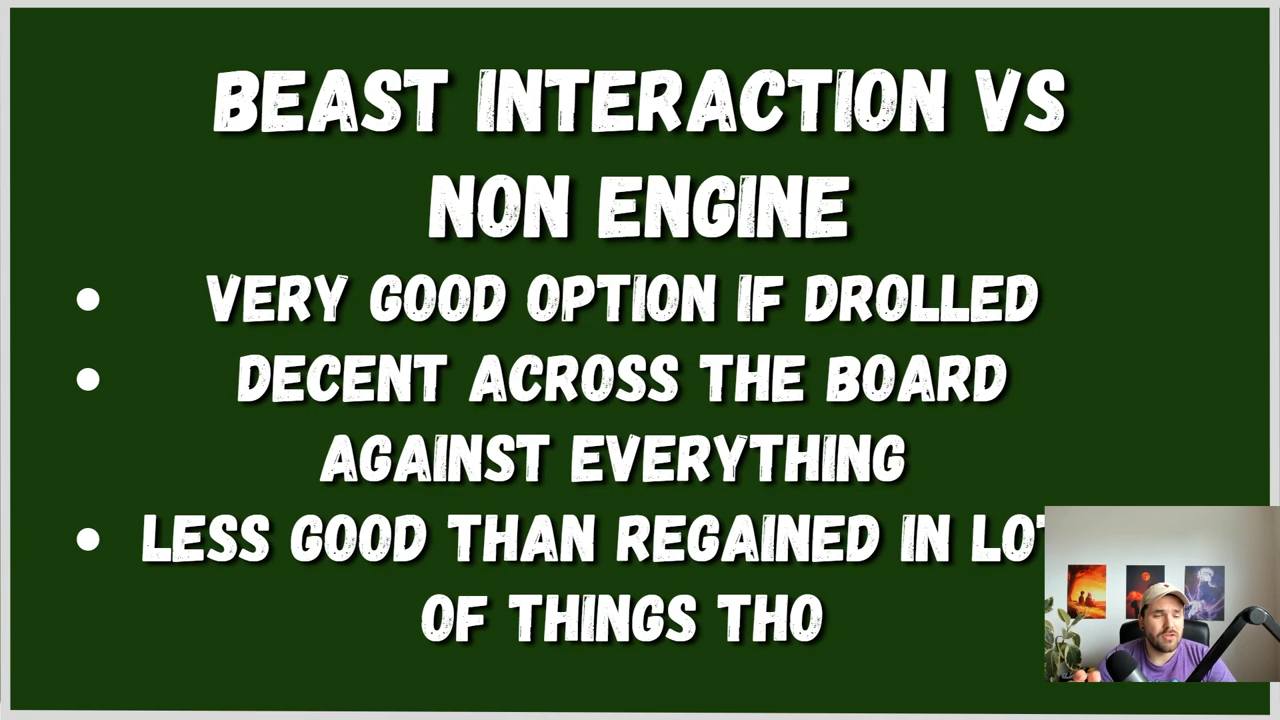 BEAST INTERACTION VS
NON ENGINE
• VERY GOOD OPTION IF DROLLED
• DECENT ACROSS THE BOARD
AGAINST EVERYTHING
• LESS GOOD THAN REGAINED IN
OF THINGS THO